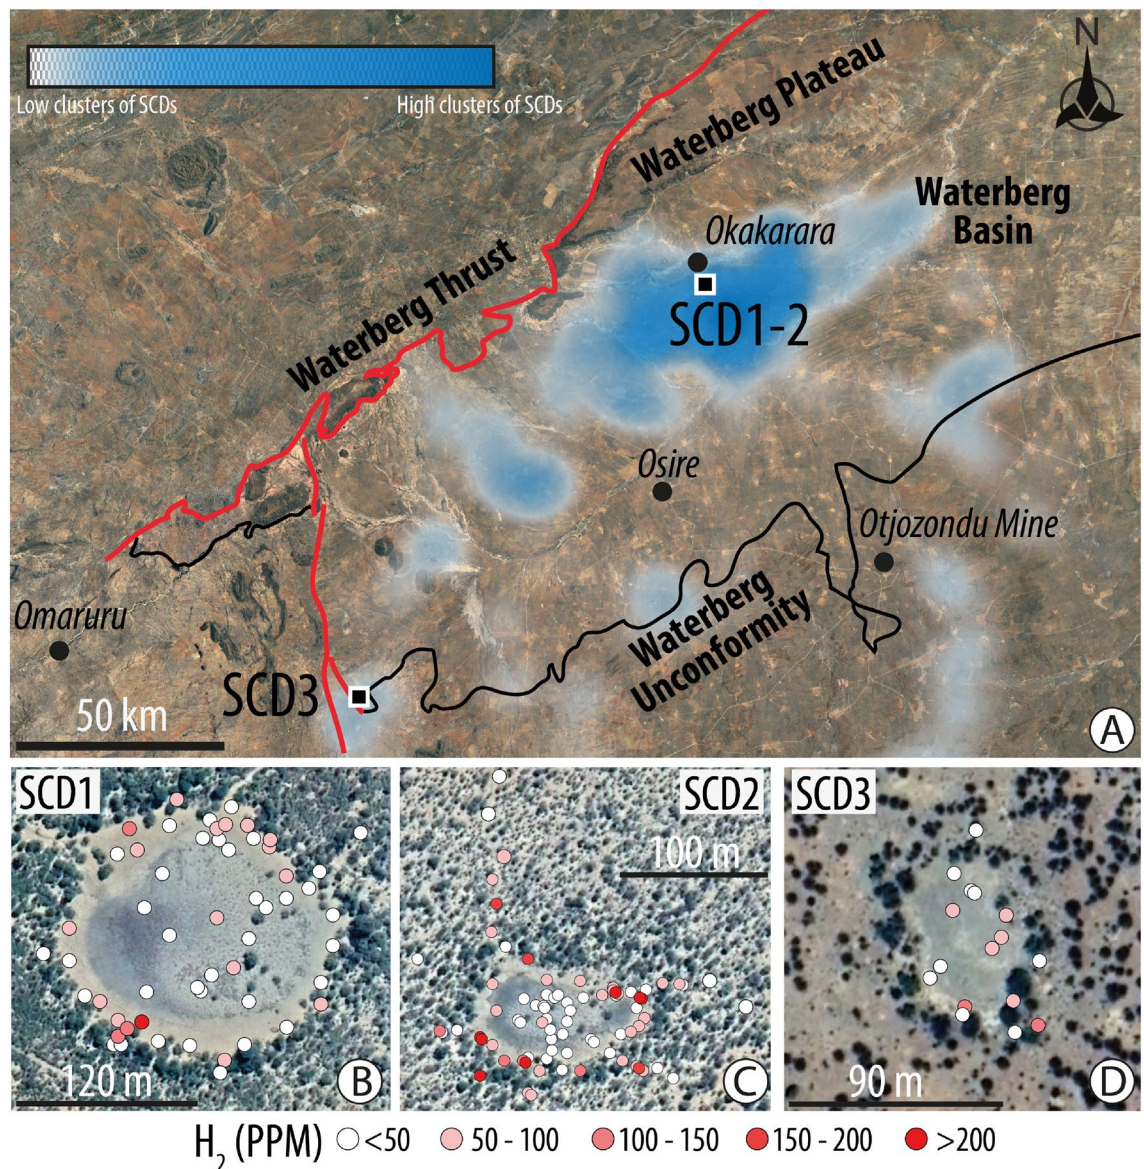 N
Low clusters of SCDs
High clusters of SCDs
Waterberg Plateau
Waterberg
Basin
Okakarara
SCD1-2
Waterberg Thrust
Osire
Otjozondu Mine
Omaruru
Waterberg
Unconformity
SCD3
50 km
A
SCD1
120 m
B
SCD2
100 m
C
SCD3
90 m
D
H₂ (PPM) <50 50 - 100 100 - 150 150 - 200 >200